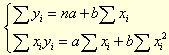 ∑ yᵢ = na + b∑ xᵢ
∑ xᵢyᵢ = a∑ xᵢ + b∑ xᵢ²